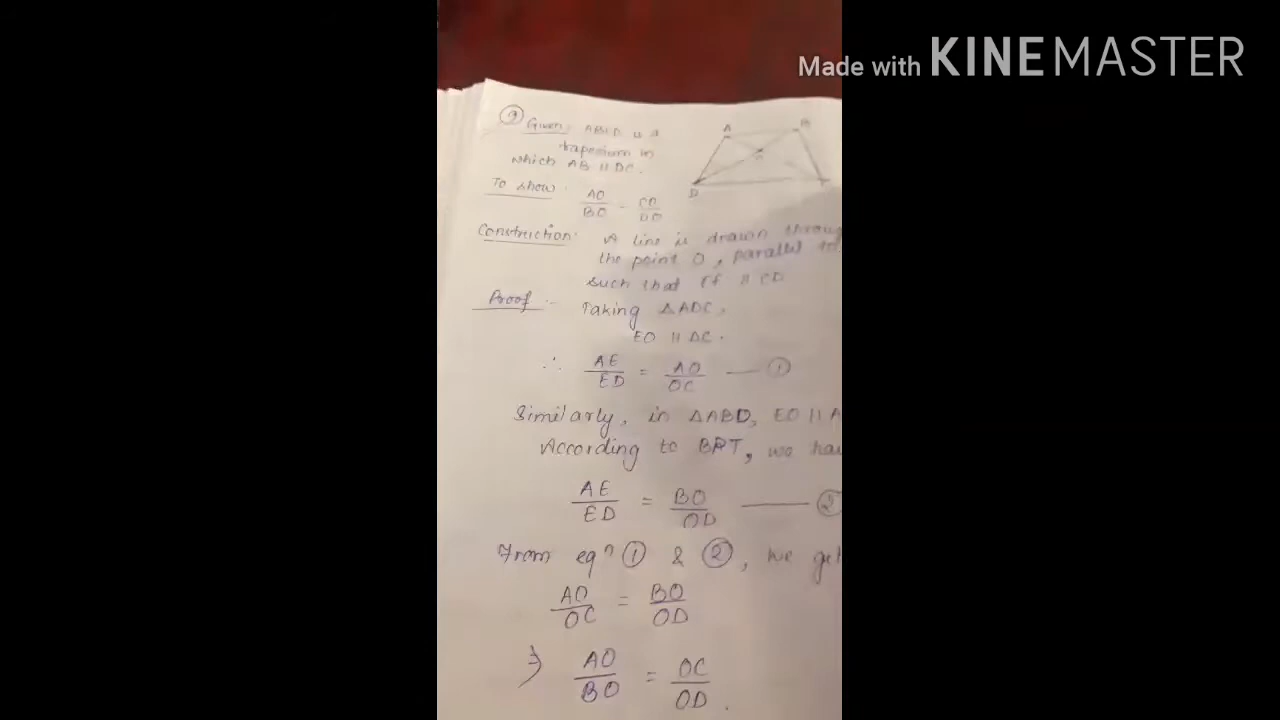 Made with KINEMASTER
9 Given: ABCD is a
trapezium in
which AB || DC.
A B
O
D
To show: AO/BO = CO/DO
Constriction: A line is drawn
the point O, parallel to
such that EF || CD
Proof:- Taking △ADC,
EO || DC.
∴ AE/ED = AO/OC — ①
Similarly, in △ABD, EO || A
According to BPT, we
AE/ED = BO/OD — ②
From eqn ① & ②, we get
AO/OC = BO/OD
⇒ AO/BO = OC/OD.